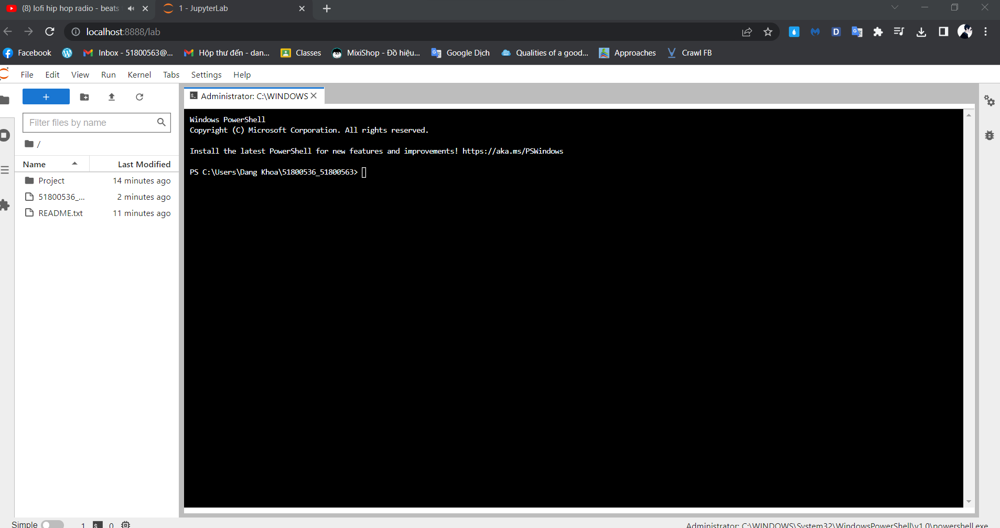 (8) lofi hip hop radio - beats
1 - JupyterLab
localhost:8888/lab
Facebook
Inbox - 51800563@...
Hộp thư đến - dan...
Classes
MixiShop - Đồ hiệu...
Google Dịch
Qualities of a good...
Approaches
Crawl FB
File Edit View Run Kernel Tabs Settings Help
Administrator: C:\WINDOWS
Filter files by name
/
Name Last Modified
Project 14 minutes ago
51800536_... 2 minutes ago
README.txt 11 minutes ago
Windows PowerShell
Copyright (C) Microsoft Corporation. All rights reserved.
Install the latest PowerShell for new features and improvements! https://aka.ms/PSWindows
PS C:\Users\Dang Khoa\51800536_51800563>
Simple 1 $_ 0
Administrator: C:\WINDOWS\System32\WindowsPowerShell\v1.0\powershell.exe